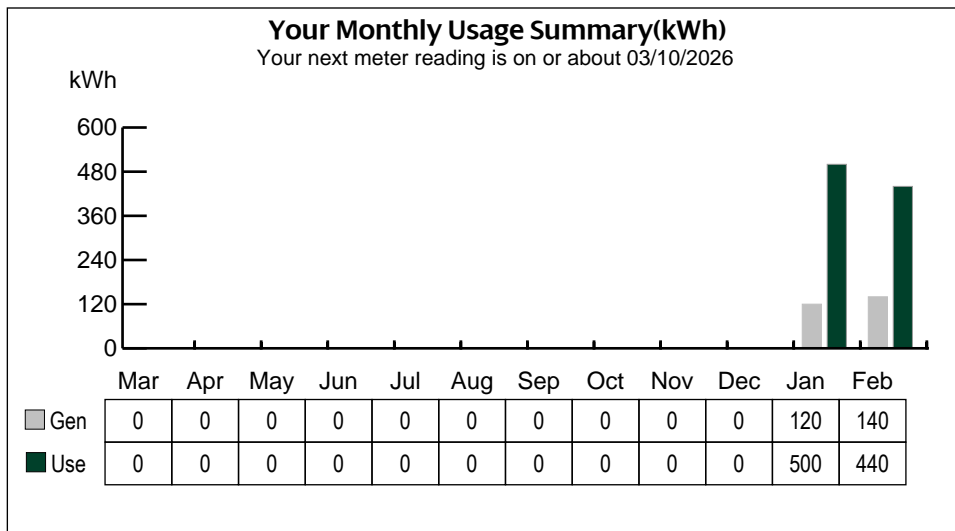 Your Monthly Usage Summary(kWh)
Your next meter reading is on or about 03/10/2026
kWh
600
480
360
240
120
0
Mar Apr May Jun Jul Aug Sep Oct Nov Dec Jan Feb
Gen 0 0 0 0 0 0 0 0 0 0 120 140
Use 0 0 0 0 0 0 0 0 0 0 500 440